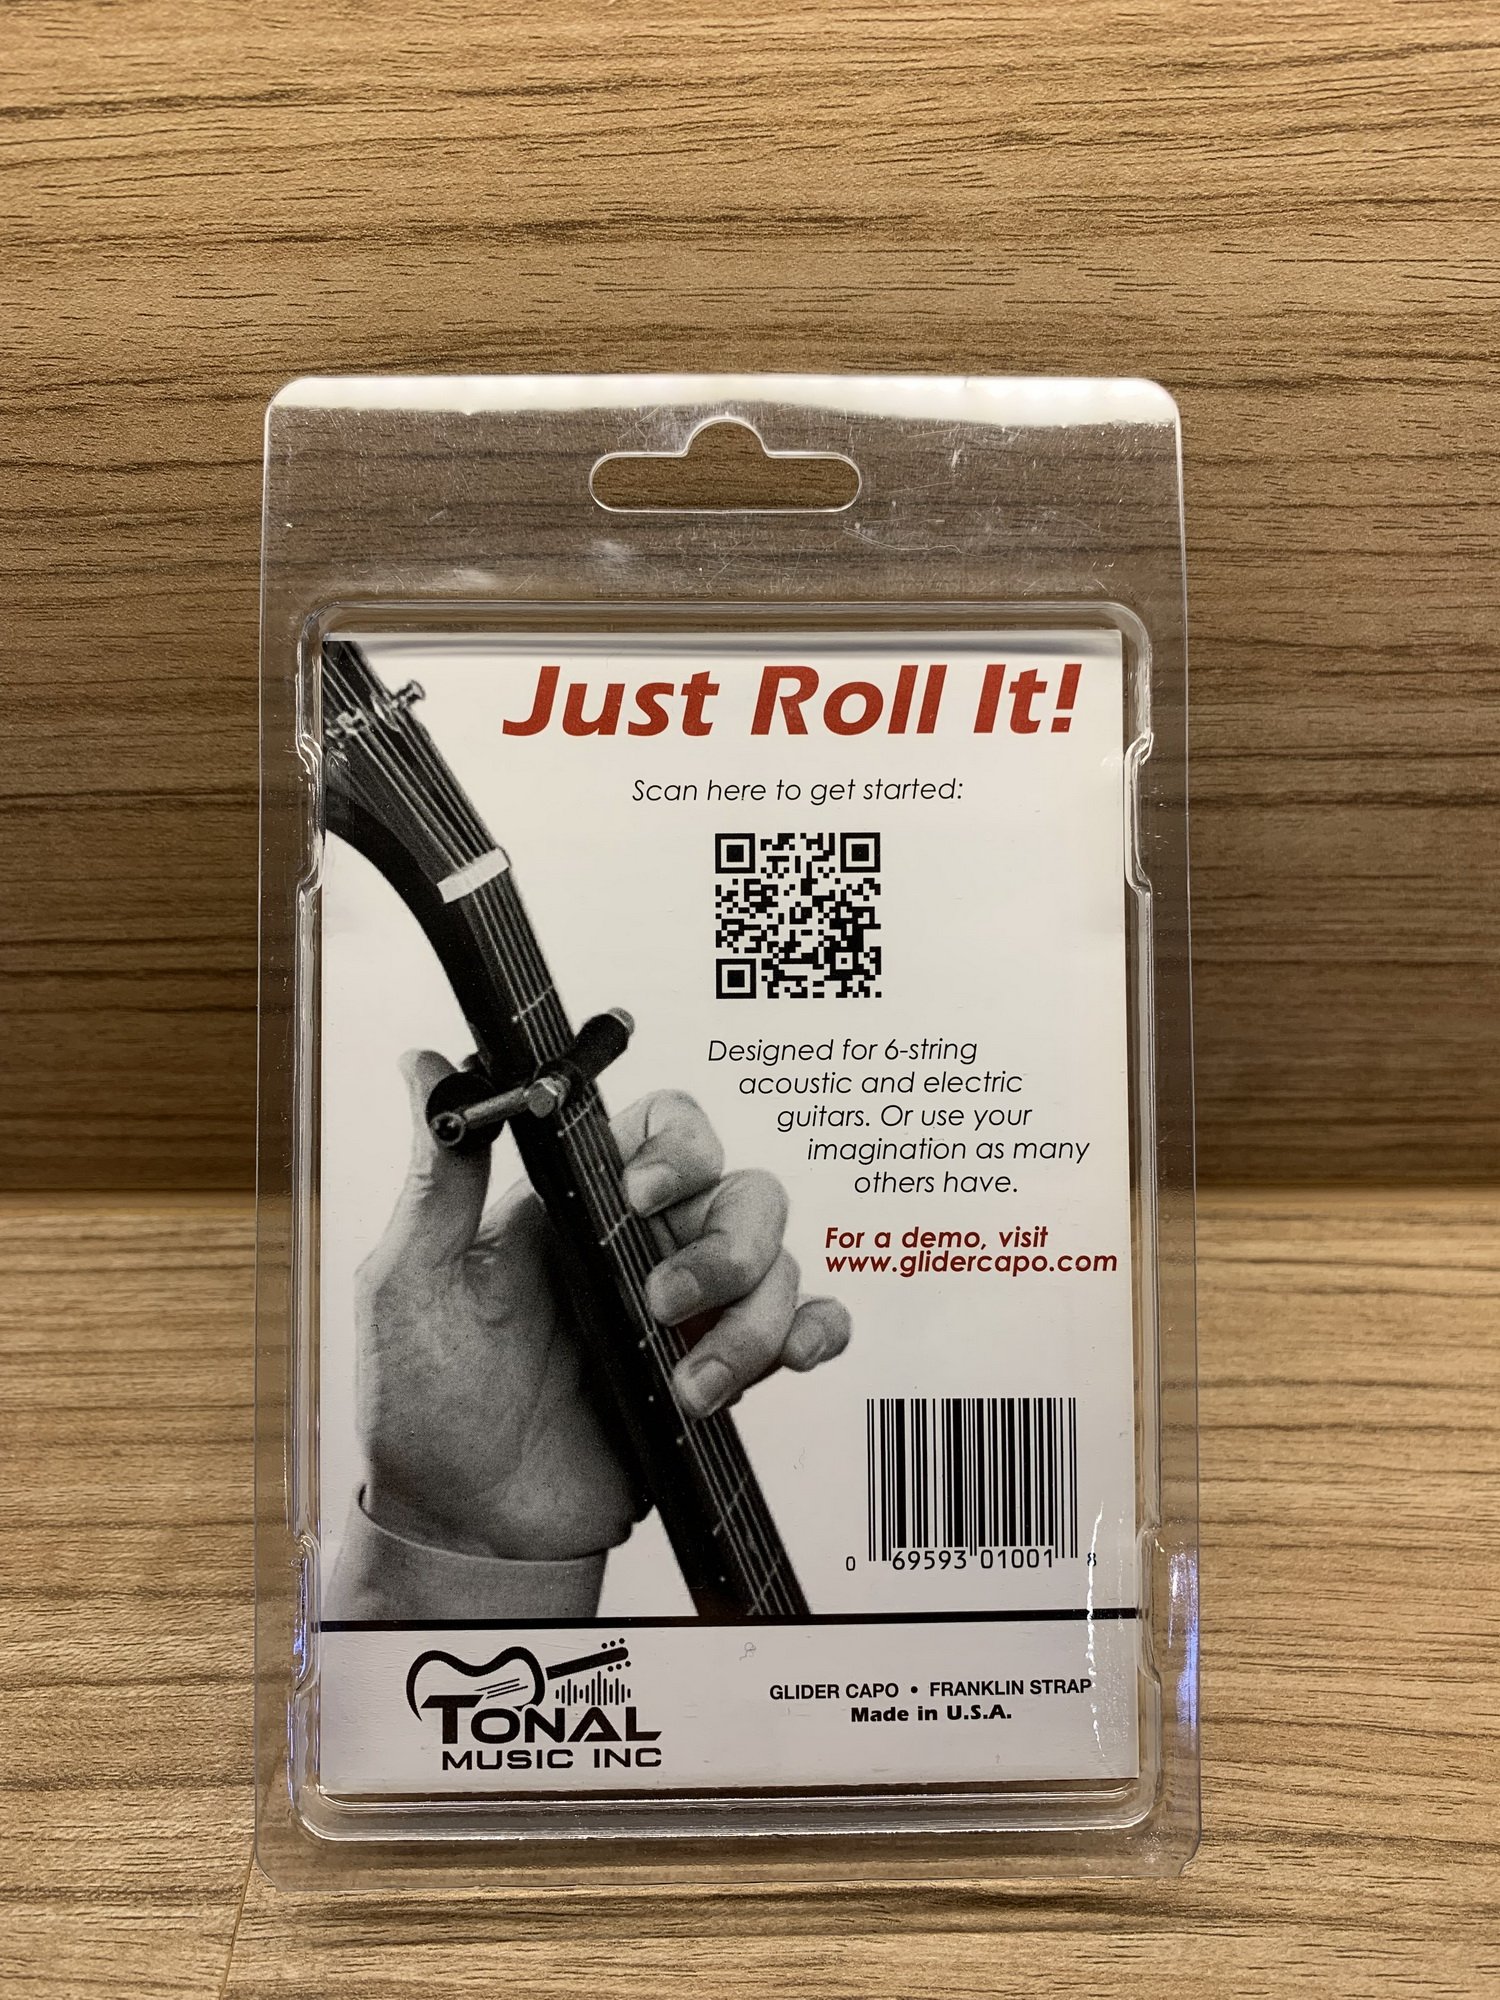 Just Roll It!
Scan here to get started:
Designed for 6-string
acoustic and electric
guitars. Or use your
imagination as many
others have.
For a demo, visit
www.glidercapo.com
0 69593 01001 8
TONAL
MUSIC INC
GLIDER CAPO • FRANKLIN STRAP
Made in U.S.A.